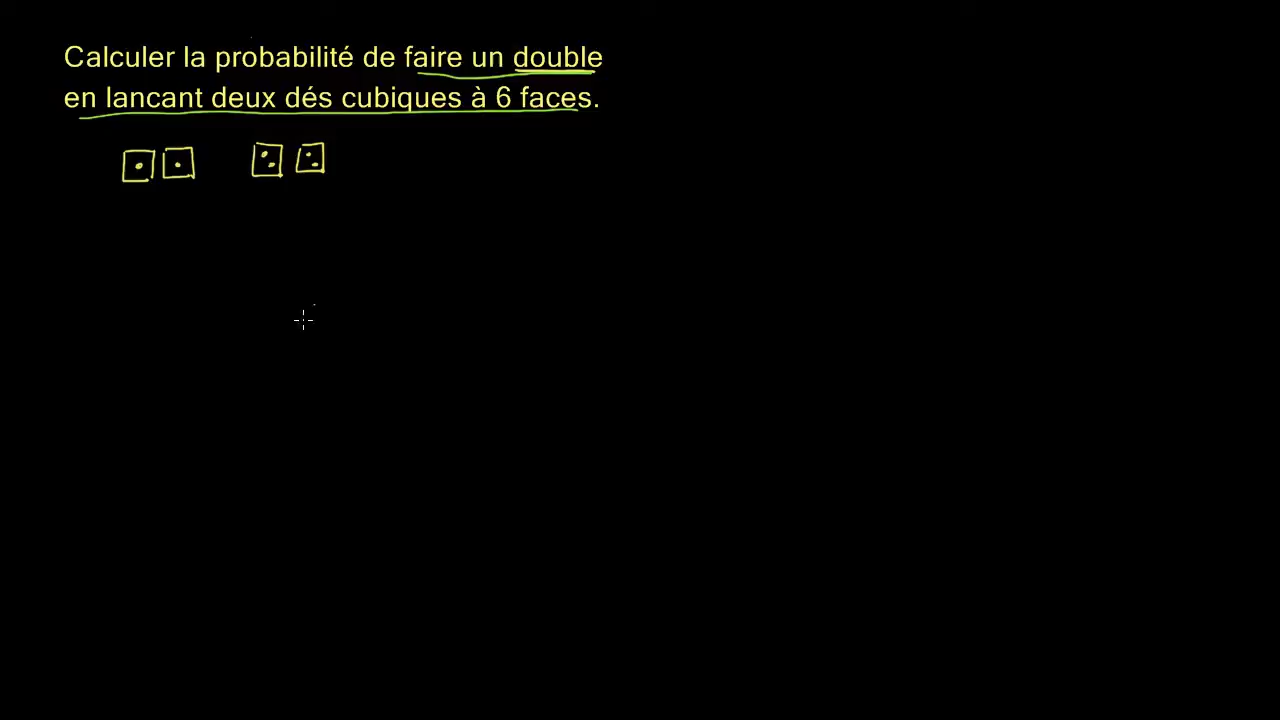 Calculer la probabilité de faire un double
en lancant deux dés cubiques à 6 faces.